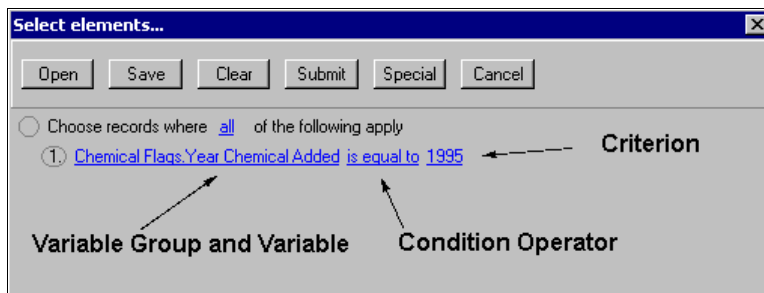 Select elements...
Open Save Clear Submit Special Cancel
Choose records where all of the following apply
1. Chemical Flags.Year Chemical Added is equal to 1995
Criterion
Variable Group and Variable
Condition Operator